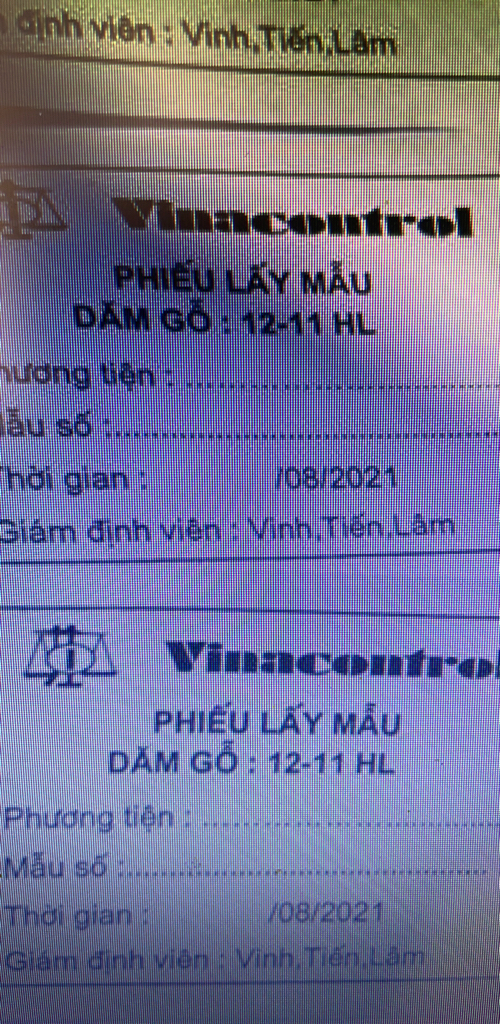 định viên : Vinh,Tiến,Lâm
Vinacontrol
PHIẾU LẤY MẪU
DĂM GỖ : 12-11 HL
hương tiện : ........................................
ẫu số :........................................
Thời gian : /08/2021
Giám định viên : Vinh,Tiến,Lâm
Vinacontrol
PHIẾU LẤY MẪU
DĂM GỖ : 12-11 HL
Phương tiện : ........................................
Mẫu số :........................................
Thời gian : /08/2021
Giám định viên : Vinh,Tiến,Lâm